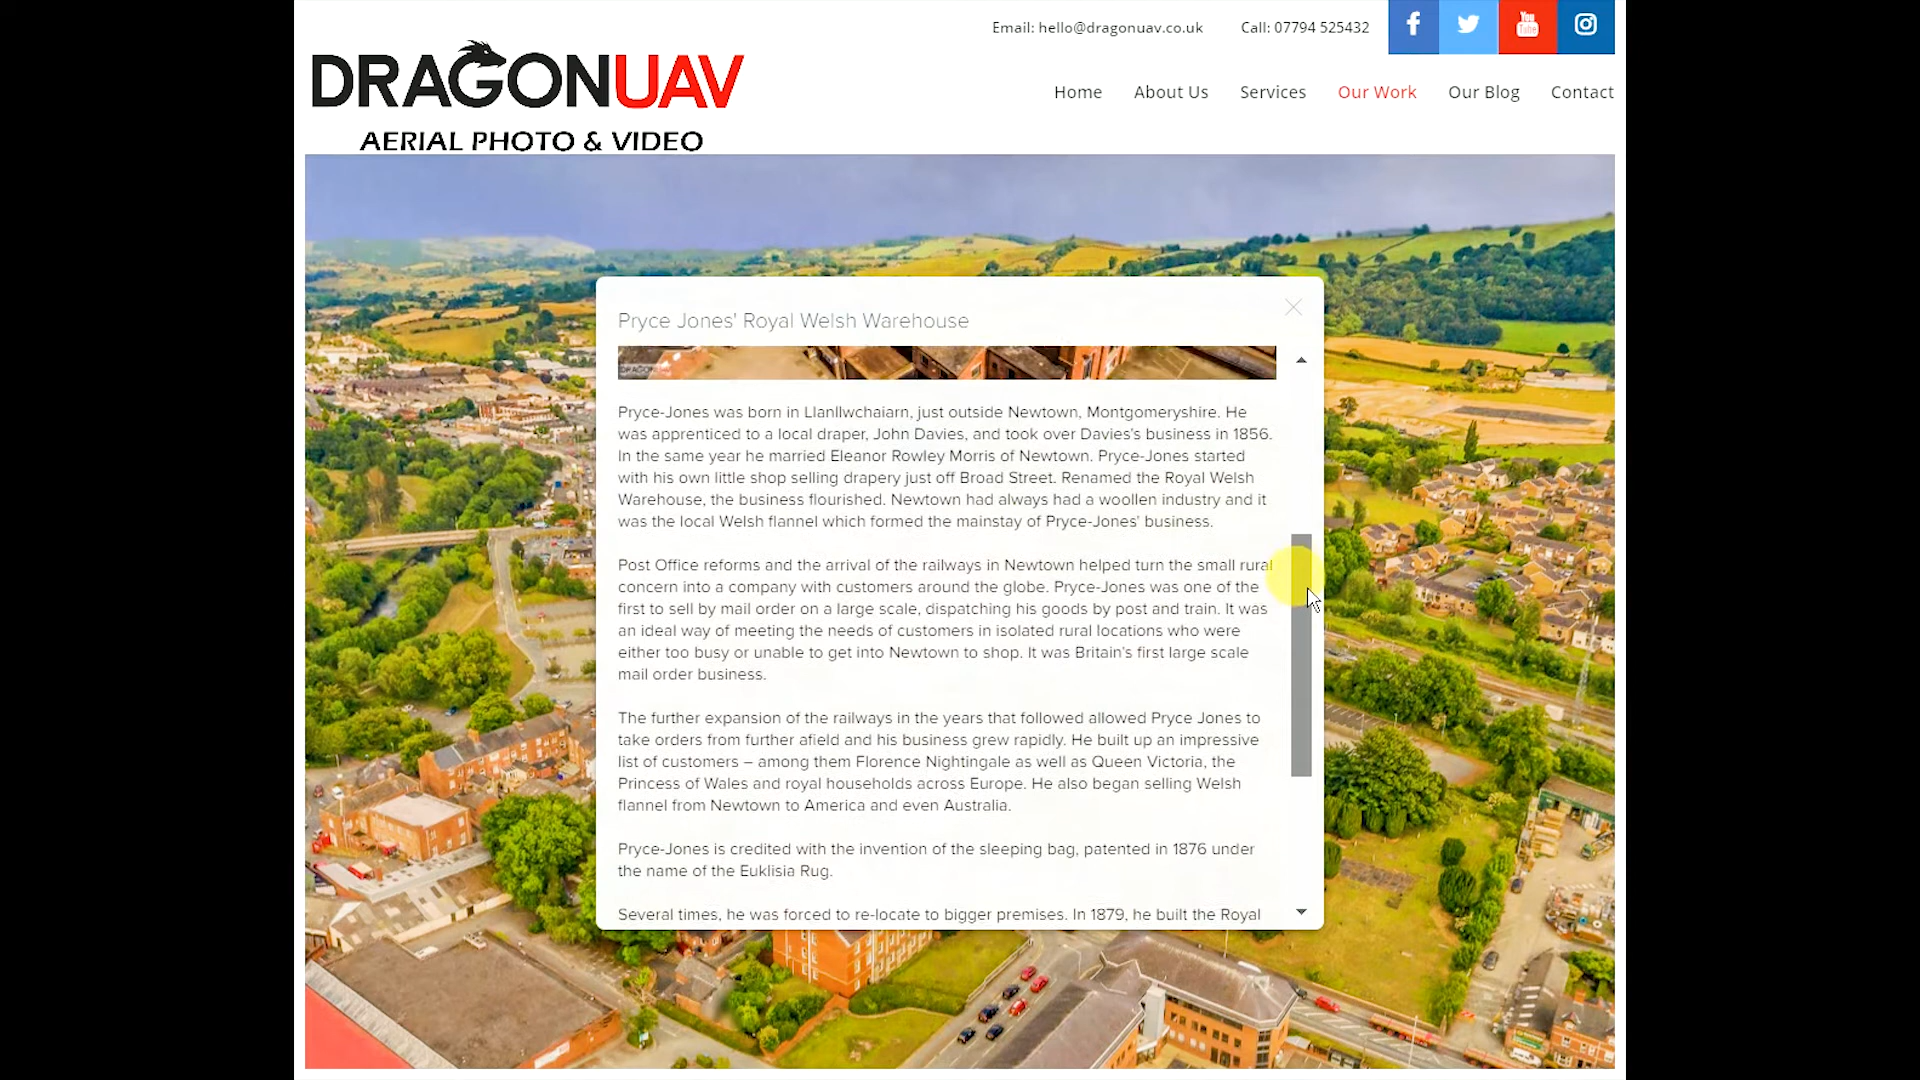 Email: hello@dragonuav.co.uk Call: 07794 525432
You
Tube
DRAGONUAV
AERIAL PHOTO & VIDEO
Home About Us Services Our Work Our Blog Contact
Pryce Jones' Royal Welsh Warehouse
DRAGON
Pryce-Jones was born in Llanllwchaiarn, just outside Newtown, Montgomeryshire. He
was apprenticed to a local draper, John Davies, and took over Davies's business in 1856.
In the same year he married Eleanor Rowley Morris of Newtown. Pryce-Jones started
with his own little shop selling drapery just off Broad Street. Renamed the Royal Welsh
Warehouse, the business flourished. Newtown had always had a woollen industry and it
was the local Welsh flannel which formed the mainstay of Pryce-Jones' business.
Post Office reforms and the arrival of the railways in Newtown helped turn the small rural
concern into a company with customers around the globe. Pryce-Jones was one of the
first to sell by mail order on a large scale, dispatching his goods by post and train. It was
an ideal way of meeting the needs of customers in isolated rural locations who were
either too busy or unable to get into Newtown to shop. It was Britain's first large scale
mail order business.
The further expansion of the railways in the years that followed allowed Pryce Jones to
take orders from further afield and his business grew rapidly. He built up an impressive
list of customers – among them Florence Nightingale as well as Queen Victoria, the
Princess of Wales and royal households across Europe. He also began selling Welsh
flannel from Newtown to America and even Australia.
Pryce-Jones is credited with the invention of the sleeping bag, patented in 1876 under
the name of the Euklisia Rug.
Several times, he was forced to re-locate to bigger premises. In 1879, he built the Royal